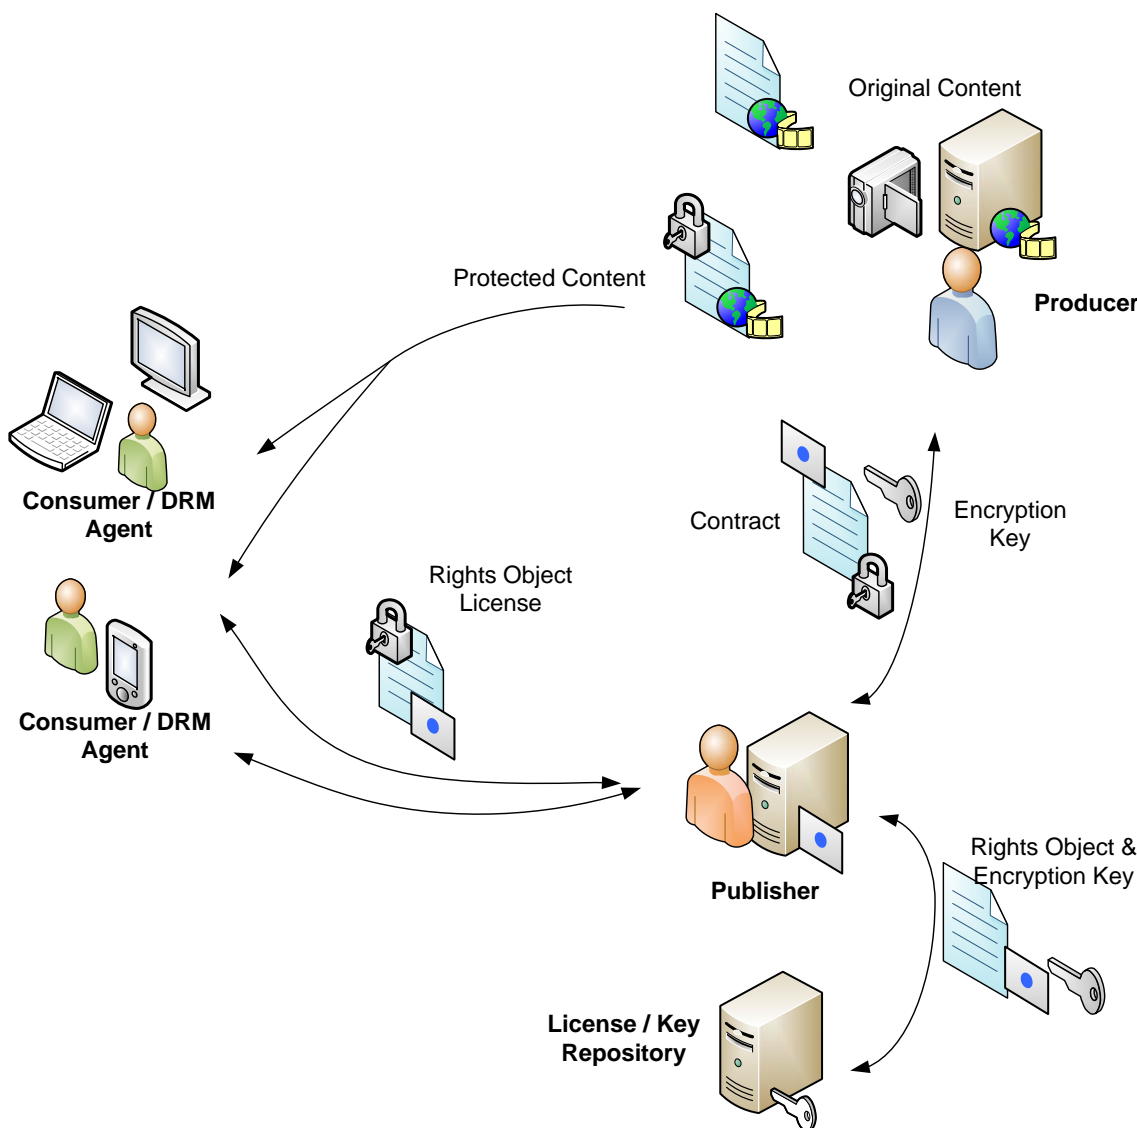 Original Content
Protected Content
Producer
Consumer / DRM
Agent
Contract
Encryption
Key
Rights Object
License
Consumer / DRM
Agent
Publisher
Rights Object &
Encryption Key
License / Key
Repository